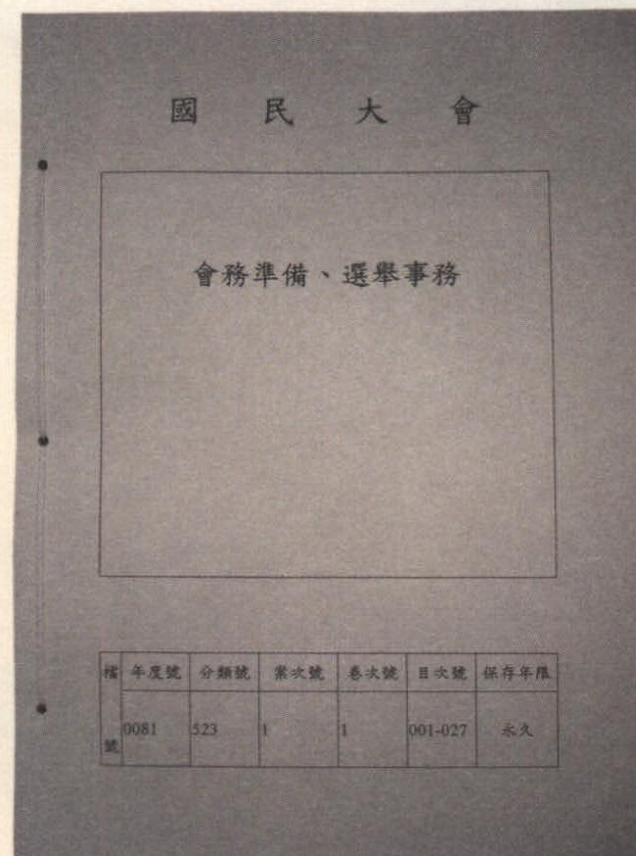 國民大會
會務準備、選舉事務
檔號 年度號 分類號 案次號 卷次號 目次號 保存年限
0081 523 1 1 001-027 永久